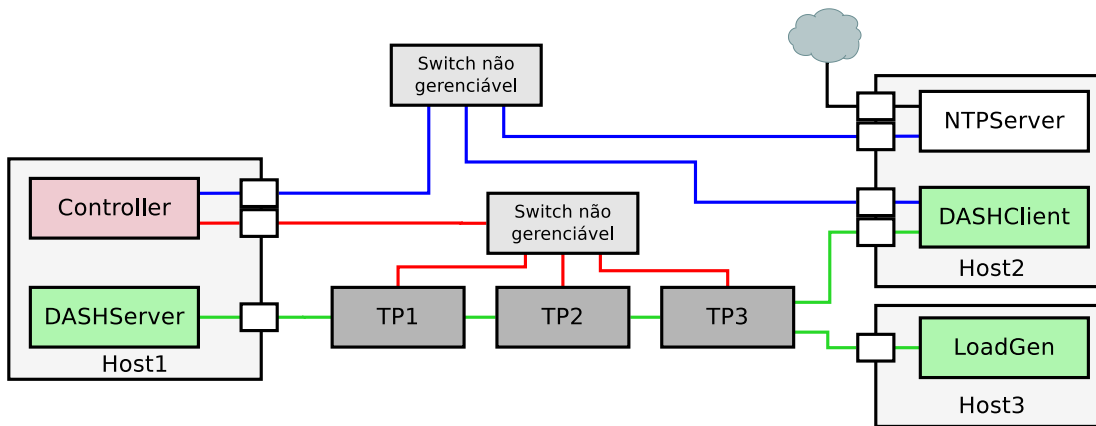 Switch não
gerenciável
NTPServer
Controller
Switch não
gerenciável
DASHClient
Host2
DASHServer
TP1
TP2
TP3
Host1
LoadGen
Host3